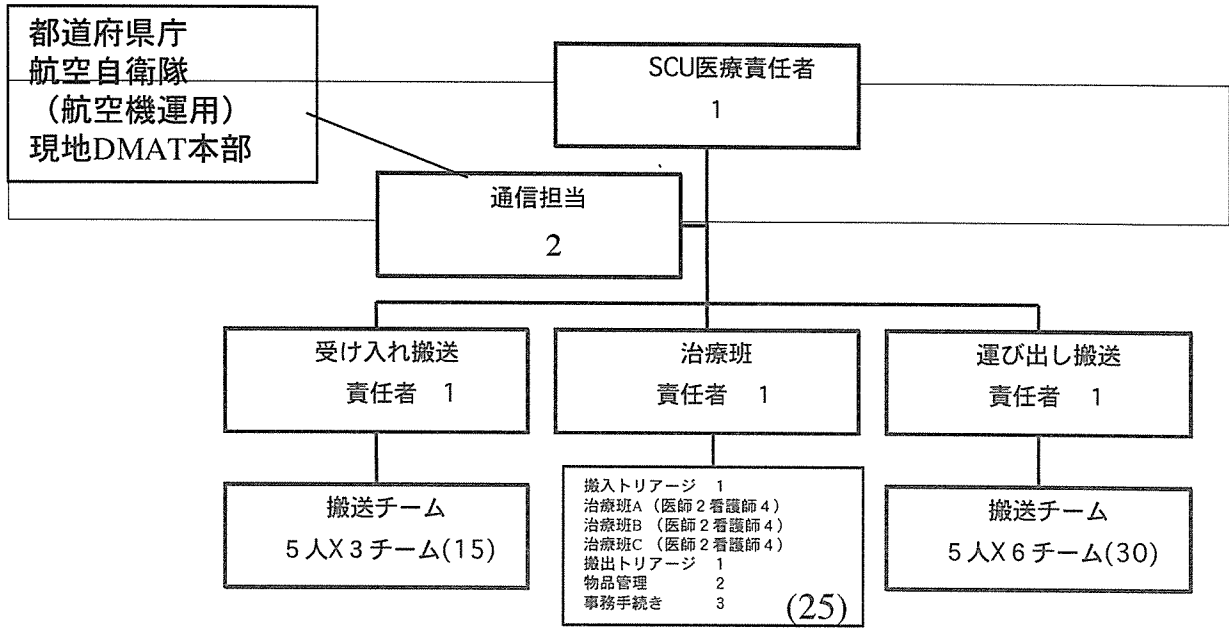 都道府県庁
航空自衛隊
（航空機運用）
現地DMAT本部
SCU医療責任者
1
通信担当
2
受け入れ搬送
責任者　1
治療班
責任者　1
運び出し搬送
責任者　1
搬送チーム
5人X3チーム(15)
搬入トリアージ　1
治療班A（医師2看護師4）
治療班B（医師2看護師4）
治療班C（医師2看護師4）
搬出トリアージ　1
物品管理　2
事務手続き　3
(25)
搬送チーム
5人X6チーム(30)